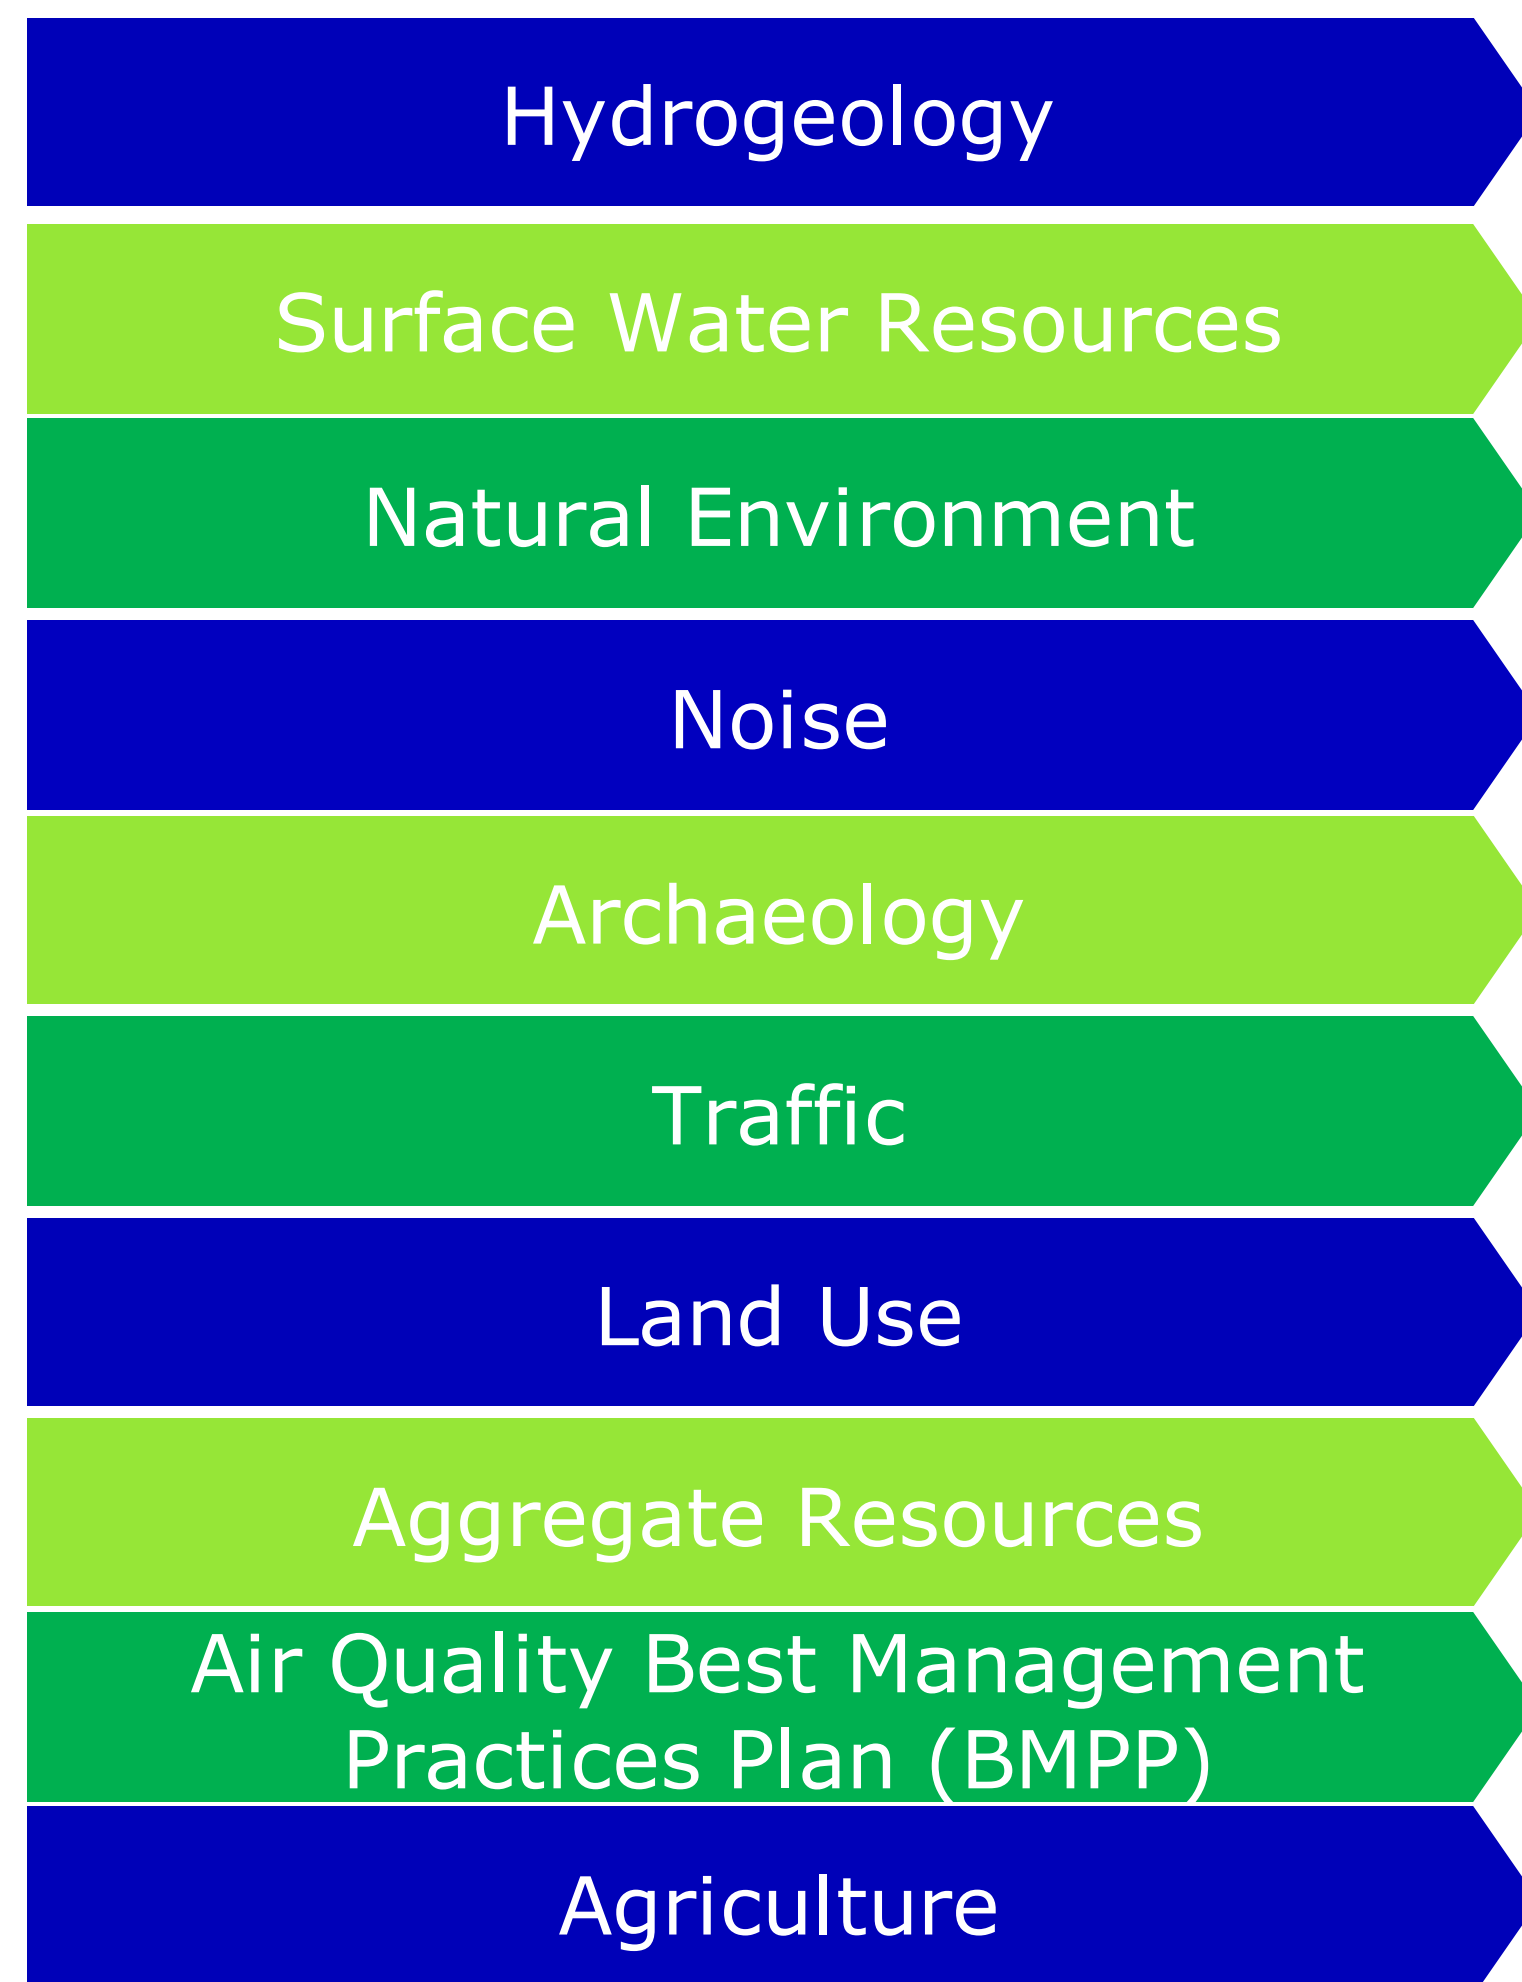 Hydrogeology
Surface Water Resources
Natural Environment
Noise
Archaeology
Traffic
Land Use
Aggregate Resources
Air Quality Best Management
Practices Plan (BMPP)
Agriculture